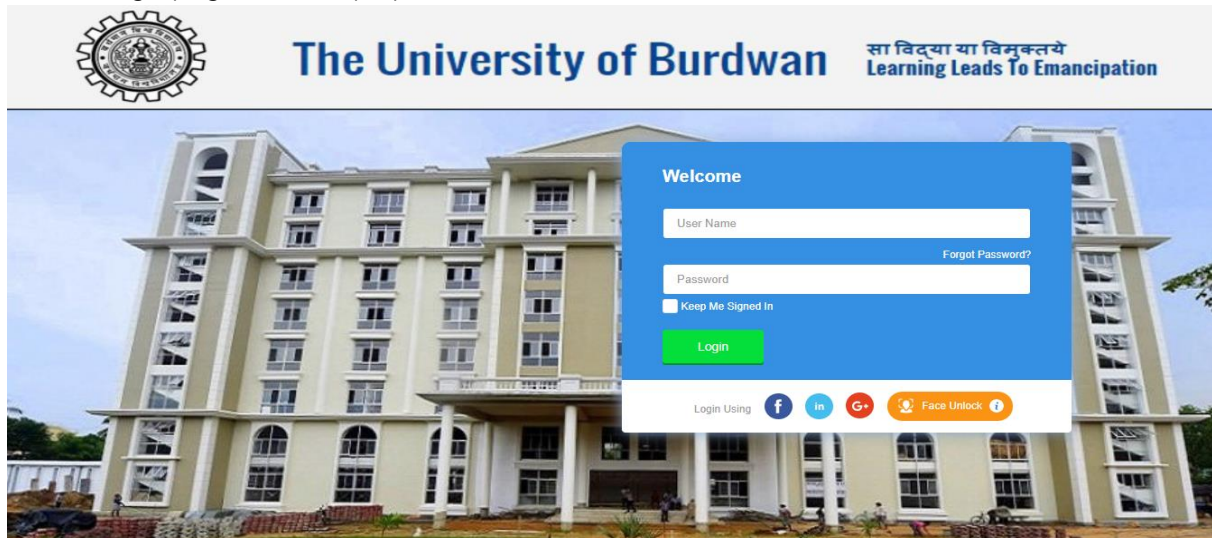 The University of Burdwan
सा विद्या या विमुक्तये
Learning Leads To Emancipation
Welcome
User Name
Forgot Password?
Password
Keep Me Signed In
Login
Login Using f in G+ Face Unlock i